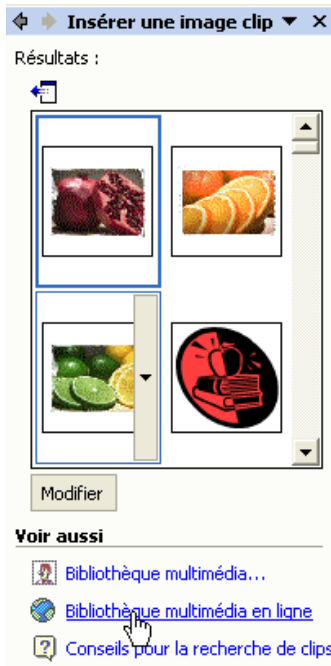 Insérer une image clip
Résultats :
Modifier
Voir aussi
Bibliothèque multimédia...
Bibliothèque multimédia en ligne
Conseils pour la recherche de clips